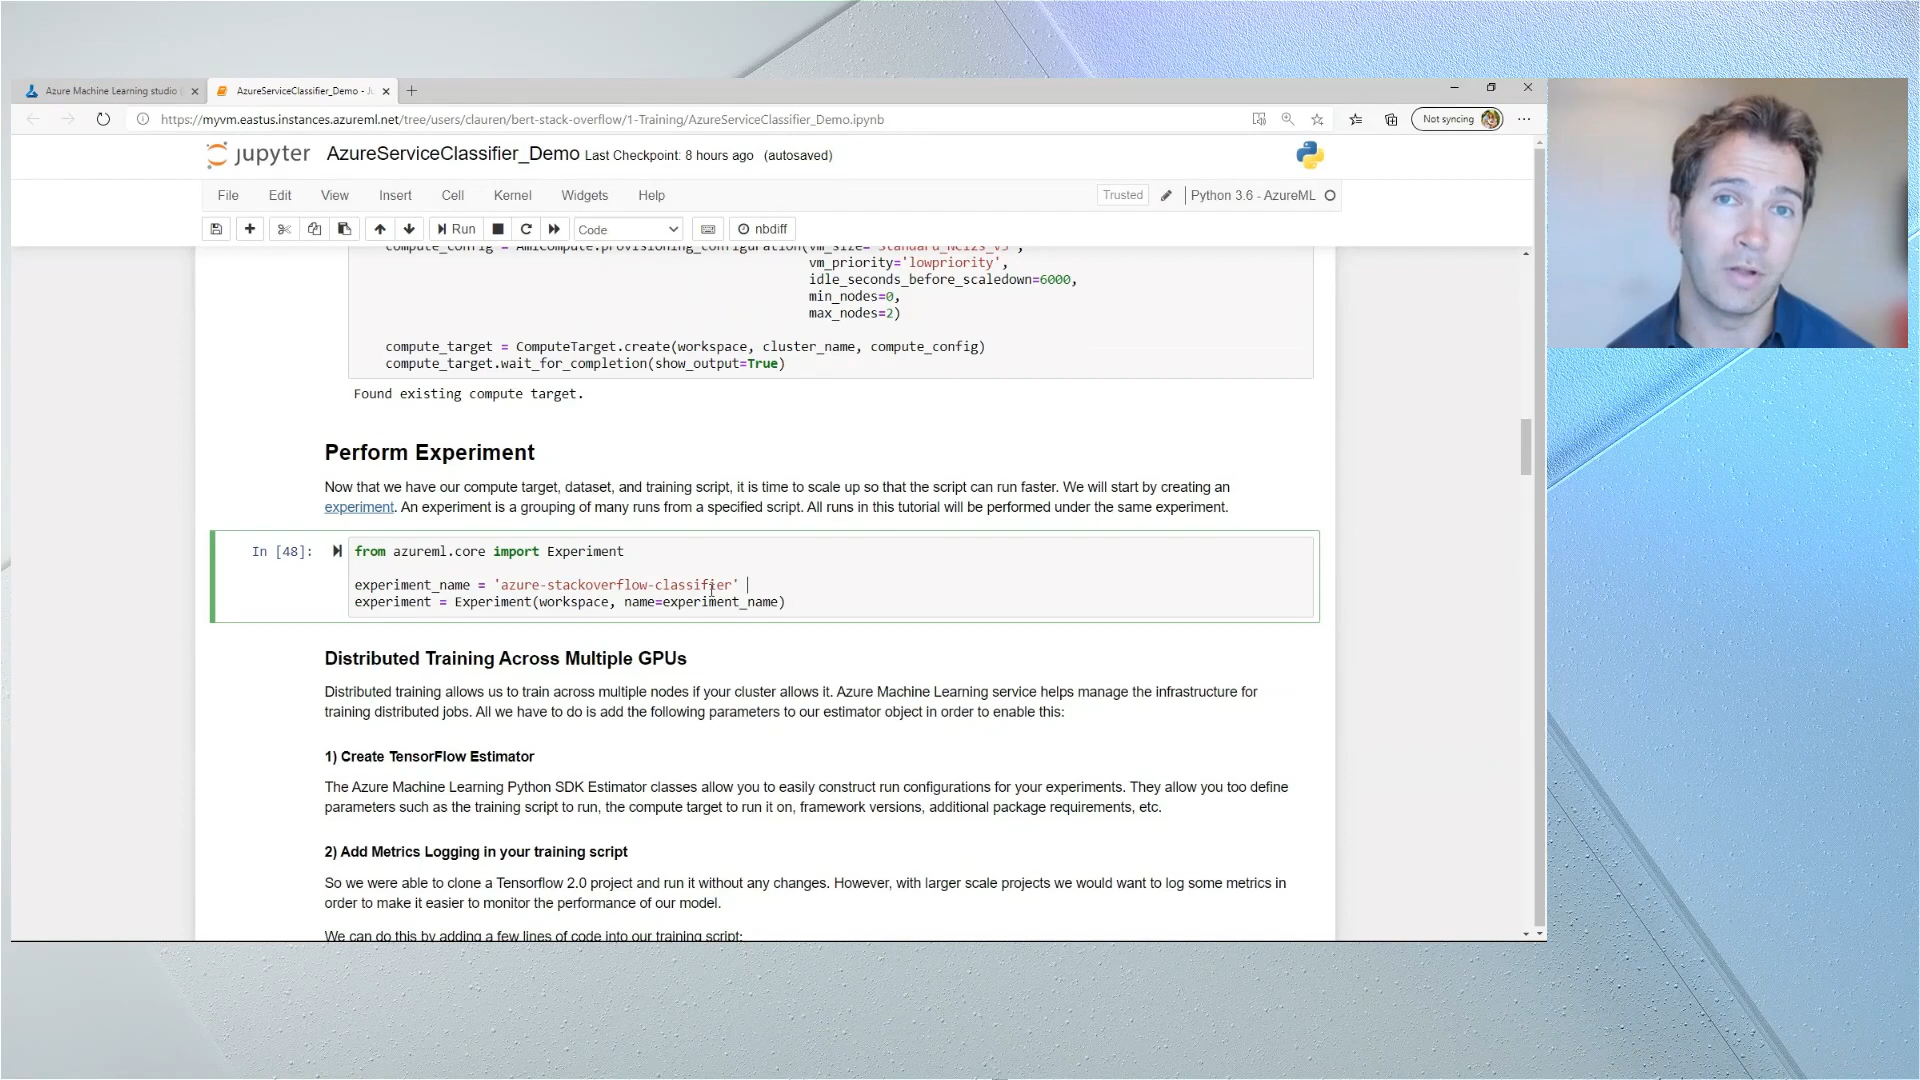 Azure Machine Learning studio
AzureServiceClassifier_Demo - Ju
https://myvm.eastus.instances.azureml.net/tree/users/clauren/bert-stack-overflow/1-Training/AzureServiceClassifier_Demo.ipynb
Not syncing
jupyter AzureServiceClassifier_Demo Last Checkpoint: 8 hours ago (autosaved)
File Edit View Insert Cell Kernel Widgets Help
Trusted Python 3.6 - AzureML
Run Code nbdiff
compute_config = AmlCompute.provisioning_configuration(vm_size='Standard_NC12s_v3',
vm_priority='lowpriority',
idle_seconds_before_scaledown=6000,
min_nodes=0,
max_nodes=2)
compute_target = ComputeTarget.create(workspace, cluster_name, compute_config)
compute_target.wait_for_completion(show_output=True)
Found existing compute target.
Perform Experiment
Now that we have our compute target, dataset, and training script, it is time to scale up so that the script can run faster. We will start by creating an
experiment. An experiment is a grouping of many runs from a specified script. All runs in this tutorial will be performed under the same experiment.
In [48]:
from azureml.core import Experiment
experiment_name = 'azure-stackoverflow-classifier'
experiment = Experiment(workspace, name=experiment_name)
Distributed Training Across Multiple GPUs
Distributed training allows us to train across multiple nodes if your cluster allows it. Azure Machine Learning service helps manage the infrastructure for
training distributed jobs. All we have to do is add the following parameters to our estimator object in order to enable this:
1) Create TensorFlow Estimator
The Azure Machine Learning Python SDK Estimator classes allow you to easily construct run configurations for your experiments. They allow you too define
parameters such as the training script to run, the compute target to run it on, framework versions, additional package requirements, etc.
2) Add Metrics Logging in your training script
So we were able to clone a Tensorflow 2.0 project and run it without any changes. However, with larger scale projects we would want to log some metrics in
order to make it easier to monitor the performance of our model.
We can do this by adding a few lines of code into our training script: